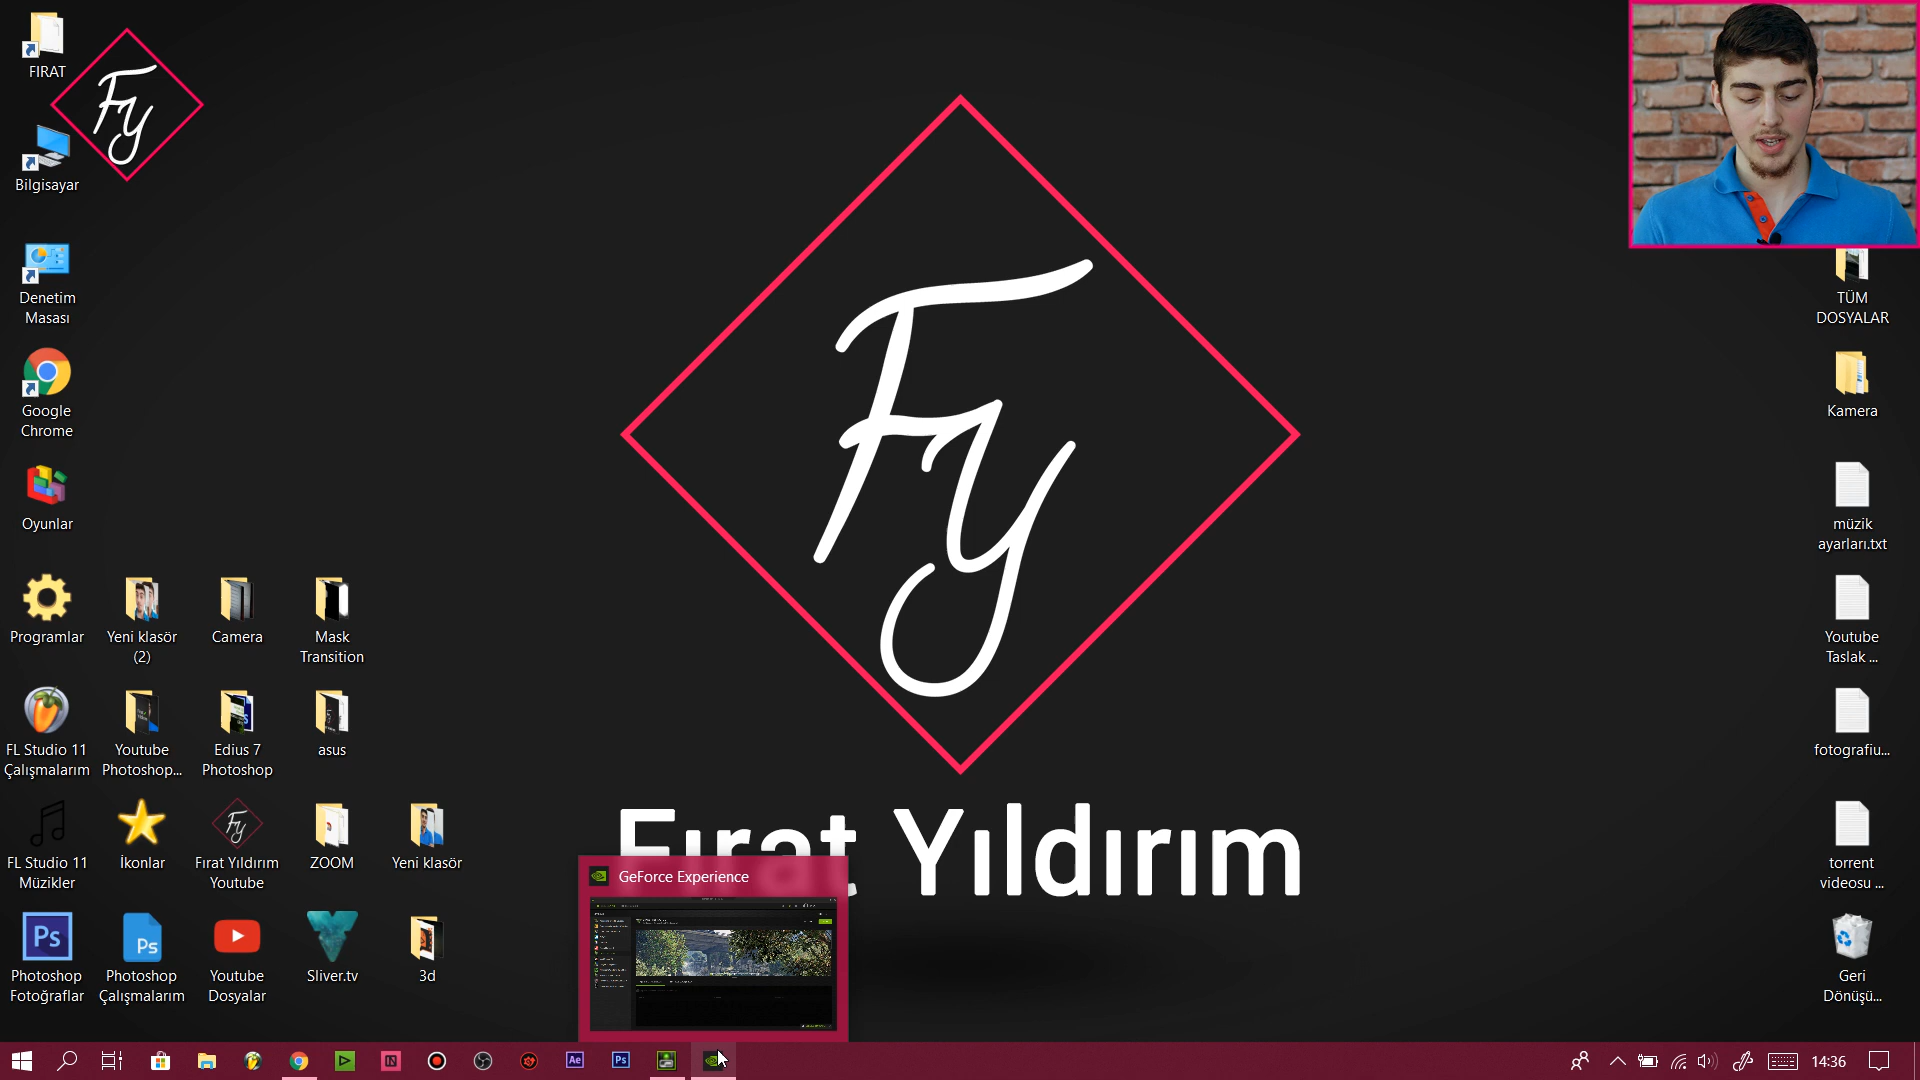 FIRAT
Fy
Bilgisayar
Denetim
Masası
Google
Chrome
Oyunlar
Programlar
Yeni klasör
(2)
Camera
Mask
Transition
FL Studio 11
Çalışmalarım
Youtube
Photoshop...
Edius 7
Photoshop
asus
FL Studio 11
Müzikler
İkonlar
Fırat Yıldırım
Youtube
ZOOM
Yeni klasör
Ps
Photoshop
Fotoğraflar
Ps
Photoshop
Çalışmalarım
Youtube
Dosyalar
Sliver.tv
3d
Fy
Fırat Yıldırım
GeForce Experience
TÜM
DOSYALAR
Kamera
müzik
ayarları.txt
Youtube
Taslak ...
fotografiu...
torrent
videosu ...
Geri
Dönüşü...
Ae
Ps
14:36